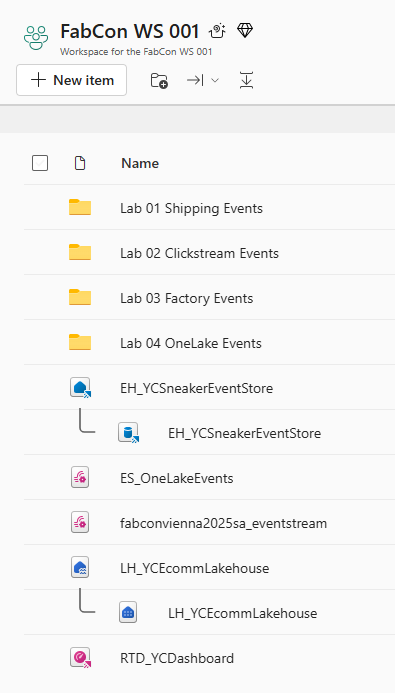 FabCon WS 001
Workspace for the FabCon WS 001
New item
Name
Lab 01 Shipping Events
Lab 02 Clickstream Events
Lab 03 Factory Events
Lab 04 OneLake Events
EH_YCSneakerEventStore
EH_YCSneakerEventStore
ES_OneLakeEvents
fabconvienna2025sa_eventstream
LH_YCEcommLakehouse
LH_YCEcommLakehouse
RTD_YCDashboard